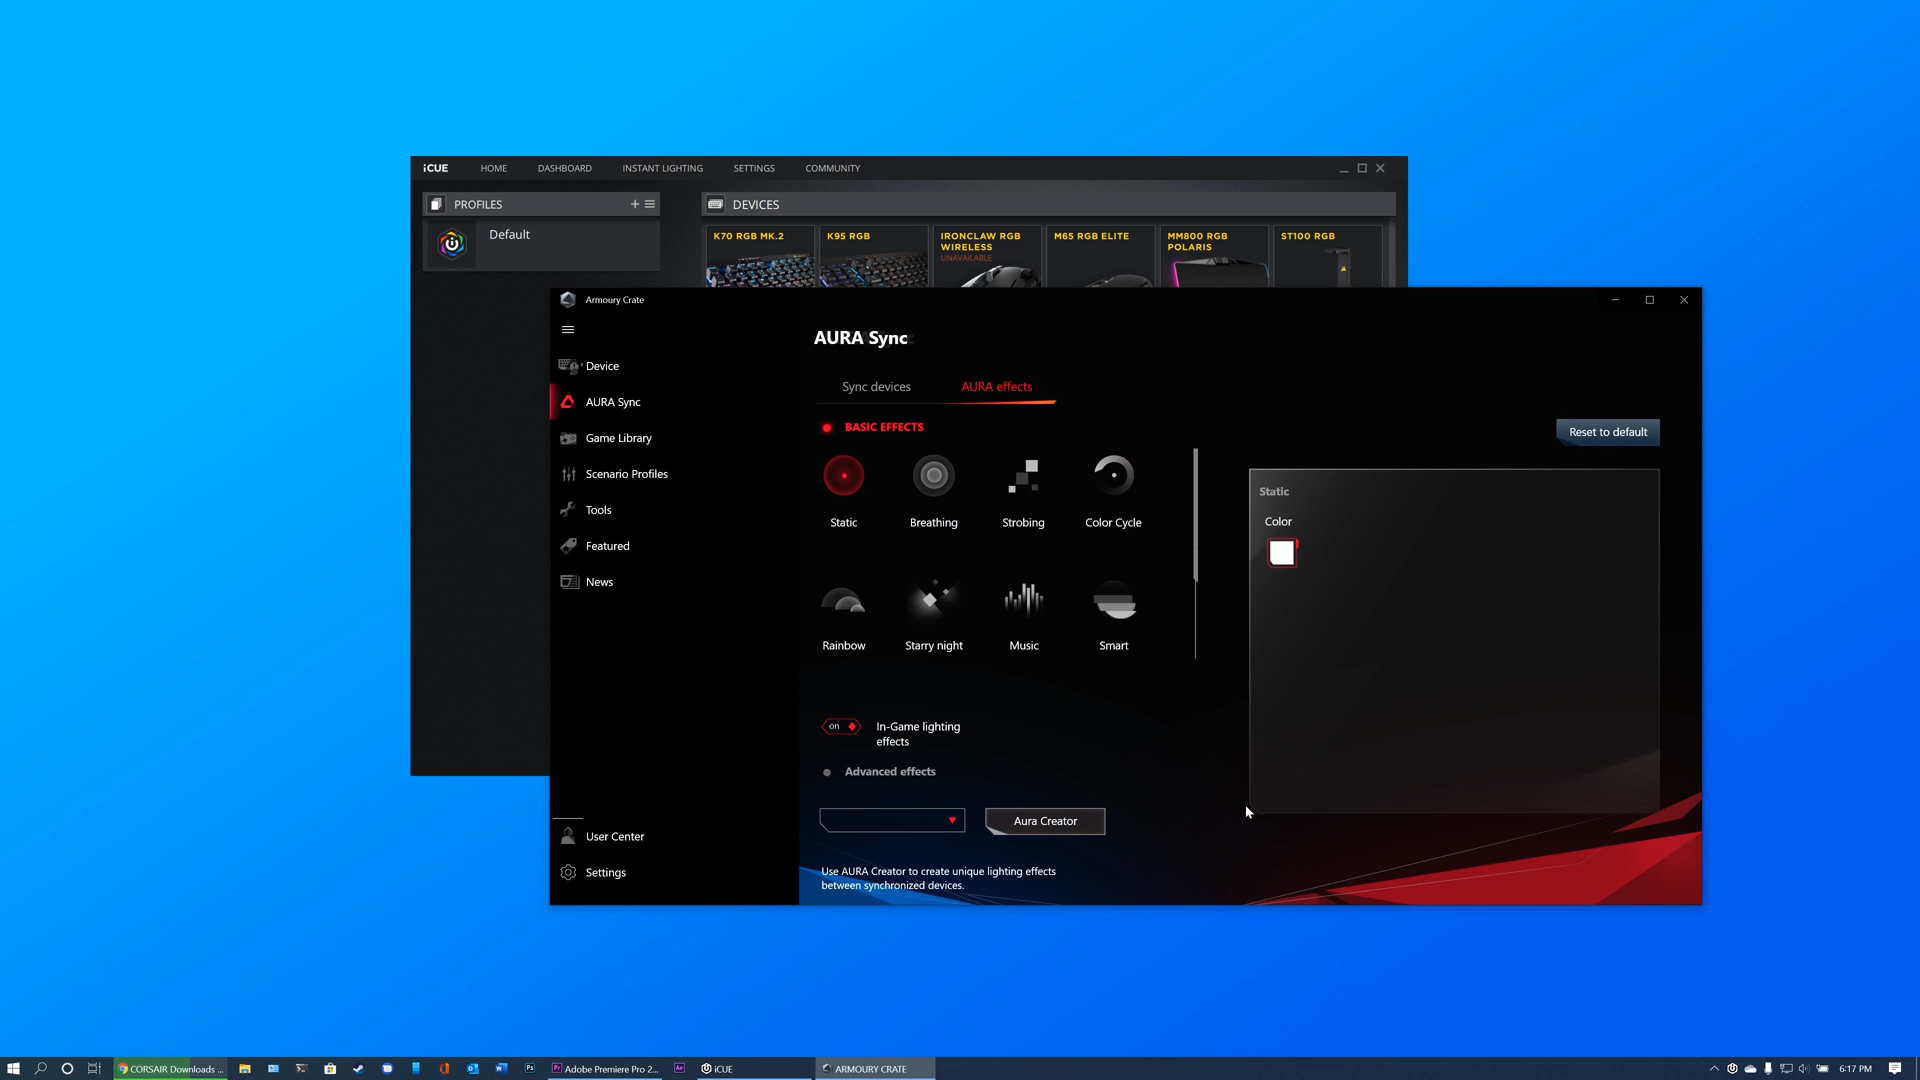 iCUE HOME DASHBOARD INSTANT LIGHTING SETTINGS COMMUNITY
PROFILES
Default
DEVICES
K70 RGB MK.2
K95 RGB
IRONCLAW RGB
WIRELESS
UNAVAILABLE
M65 RGB ELITE
MM800 RGB
POLARIS
ST100 RGB
Armoury Crate
Device
AURA Sync
Game Library
Scenario Profiles
Tools
Featured
News
User Center
Settings
AURA Sync
Sync devices AURA effects
BASIC EFFECTS
Static Breathing Strobing Color Cycle
Rainbow Starry night Music Smart
on
In-Game lighting
effects
Advanced effects
Aura Creator
Use AURA Creator to create unique lighting effects
between synchronized devices.
Reset to default
Static
Color
CORSAIR Downloads ...
Adobe Premiere Pro 2...
iCUE
ARMOURY CRATE
6:17 PM